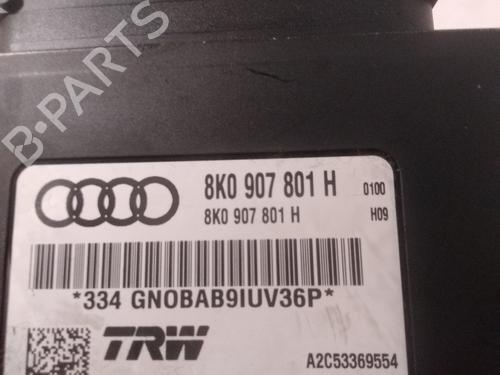 B-PARTS
8K0 907 801 H 0100
8K0 907 801 H H09
*334 GNOBAB9IUV36P*
TRW
A2C53369554